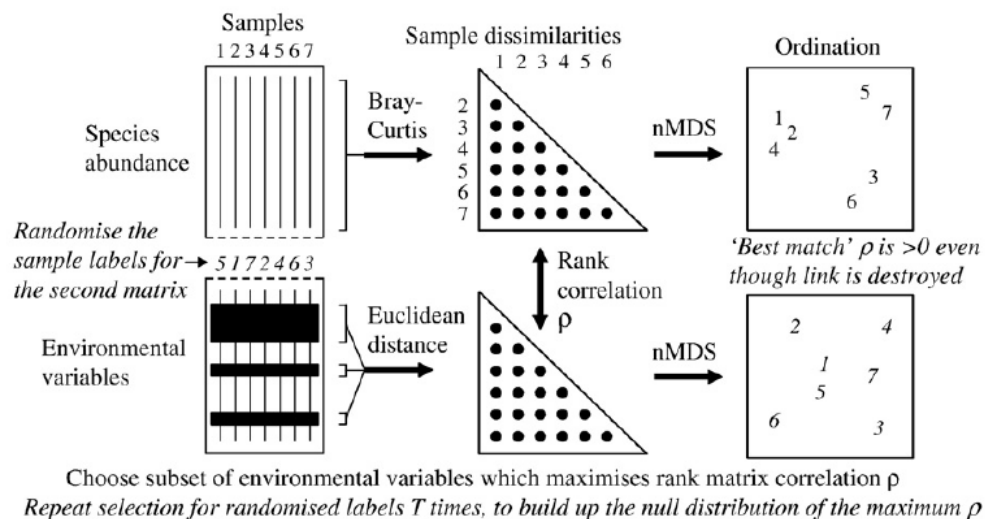 Samples
1 2 3 4 5 6 7
Species
abundance
Bray-
Curtis
Sample dissimilarities
1 2 3 4 5 6
2
3
4
5
6
7
nMDS
Ordination
5
7
1
2
4
3
6
Randomise the
sample labels for →
the second matrix
5 1 7 2 4 6 3
Environmental
variables
Euclidean
distance
Rank
correlation
ρ
nMDS
'Best match' ρ is >0 even
though link is destroyed
2
4
1
7
5
6
3
Choose subset of environmental variables which maximises rank matrix correlation ρ
Repeat selection for randomised labels T times, to build up the null distribution of the maximum ρ